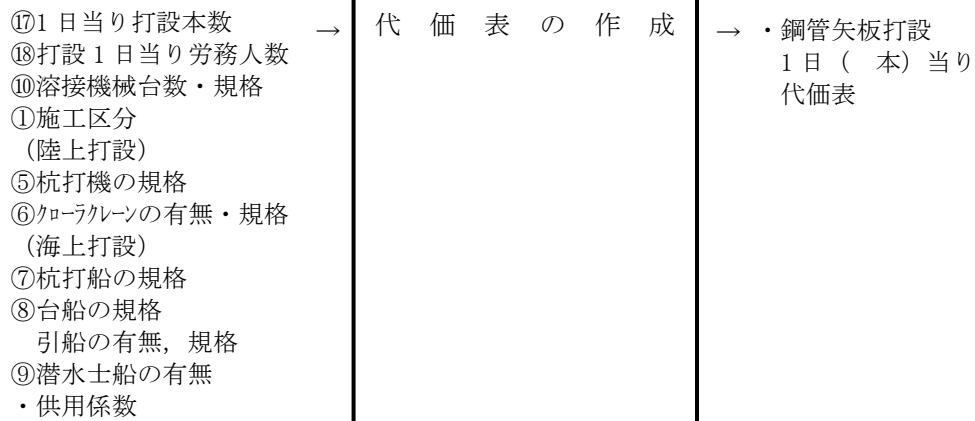 ⑰1日当り打設本数
⑱打設1日当り労務人数
⑩溶接機械台数・規格
①施工区分
（陸上打設）
⑤杭打機の規格
⑥ｸﾛｰﾗｸﾚｰﾝの有無・規格
（海上打設）
⑦杭打船の規格
⑧台船の規格
引船の有無，規格
⑨潜水士船の有無
・供用係数
→
代価表の作成
→ ・鋼管矢板打設
1日（　本）当り
代価表